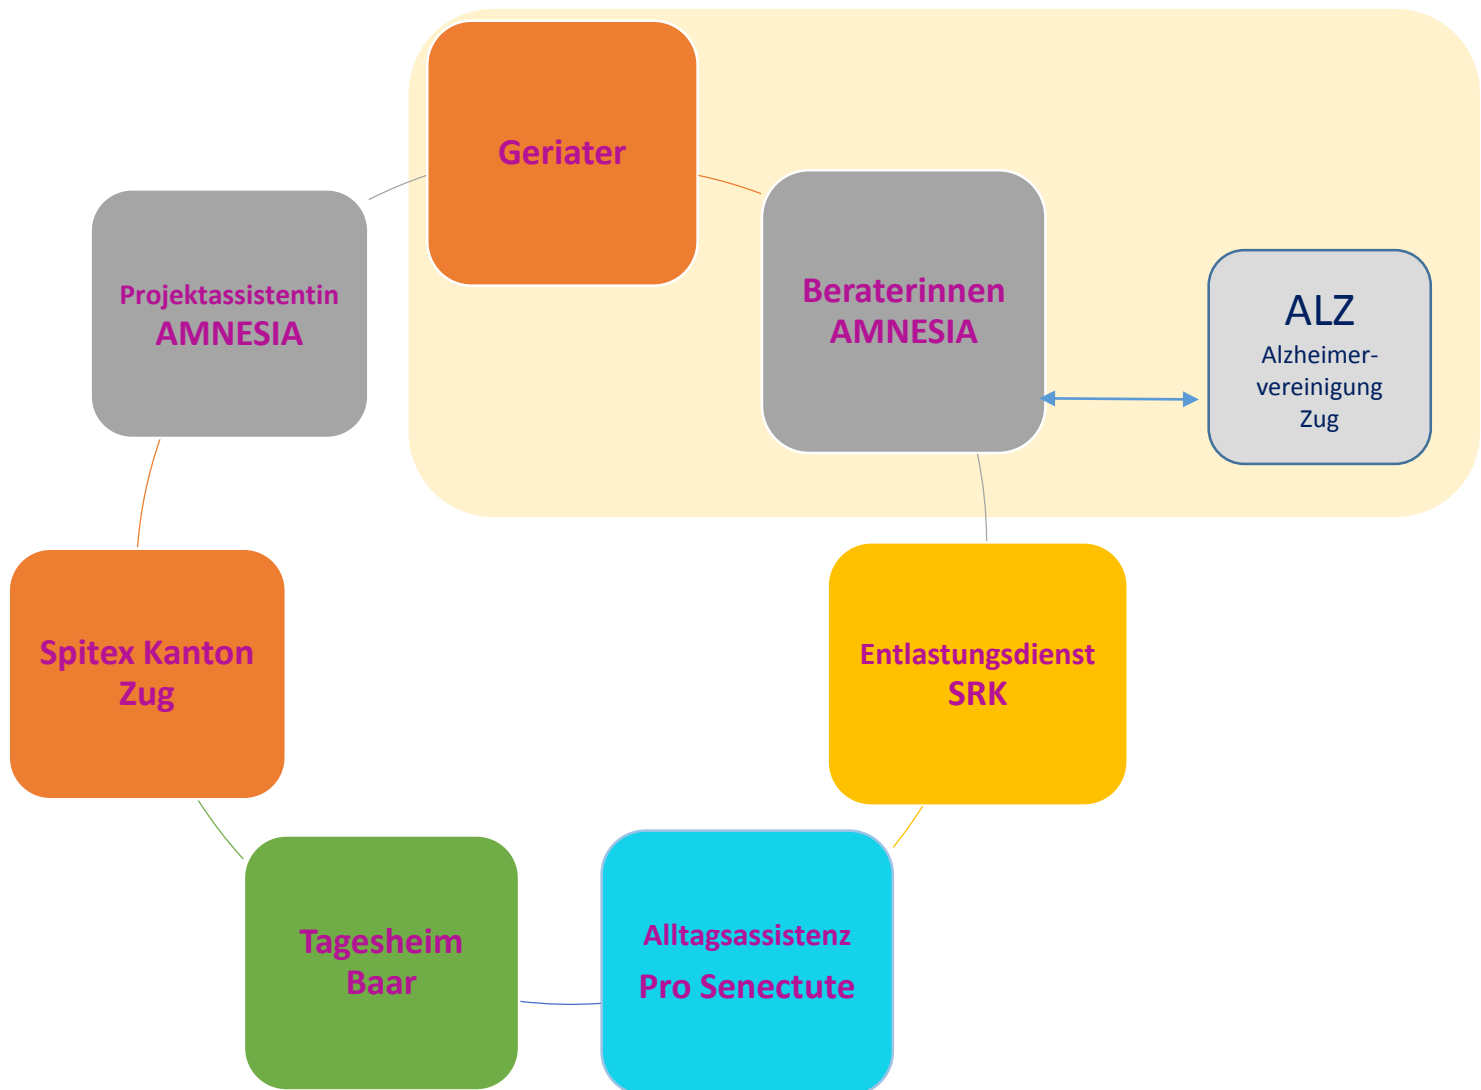 Geriater
Projektassistentin
AMNESIA
Beraterinnen
AMNESIA
ALZ
Alzheimer-
vereinigung
Zug
Spitex Kanton
Zug
Entlastungsdienst
SRK
Tagesheim
Baar
Alltagsassistenz
Pro Senectute